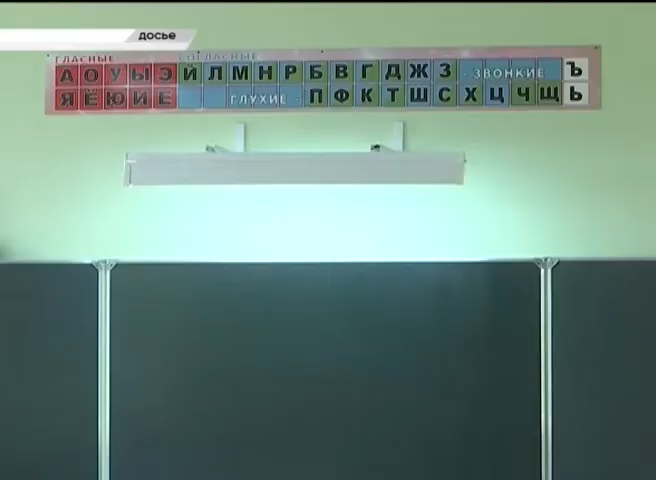 досье
ГЛАСНЫЕ СОГЛАСНЫЕ
А О У Ы Э Й Л М Н Р Б В Г Д Ж З - ЗВОНКИЕ Ъ
Я Ё Ю И Е ГЛУХИЕ - П Ф К Т Ш С Х Ц Ч Щ Ь